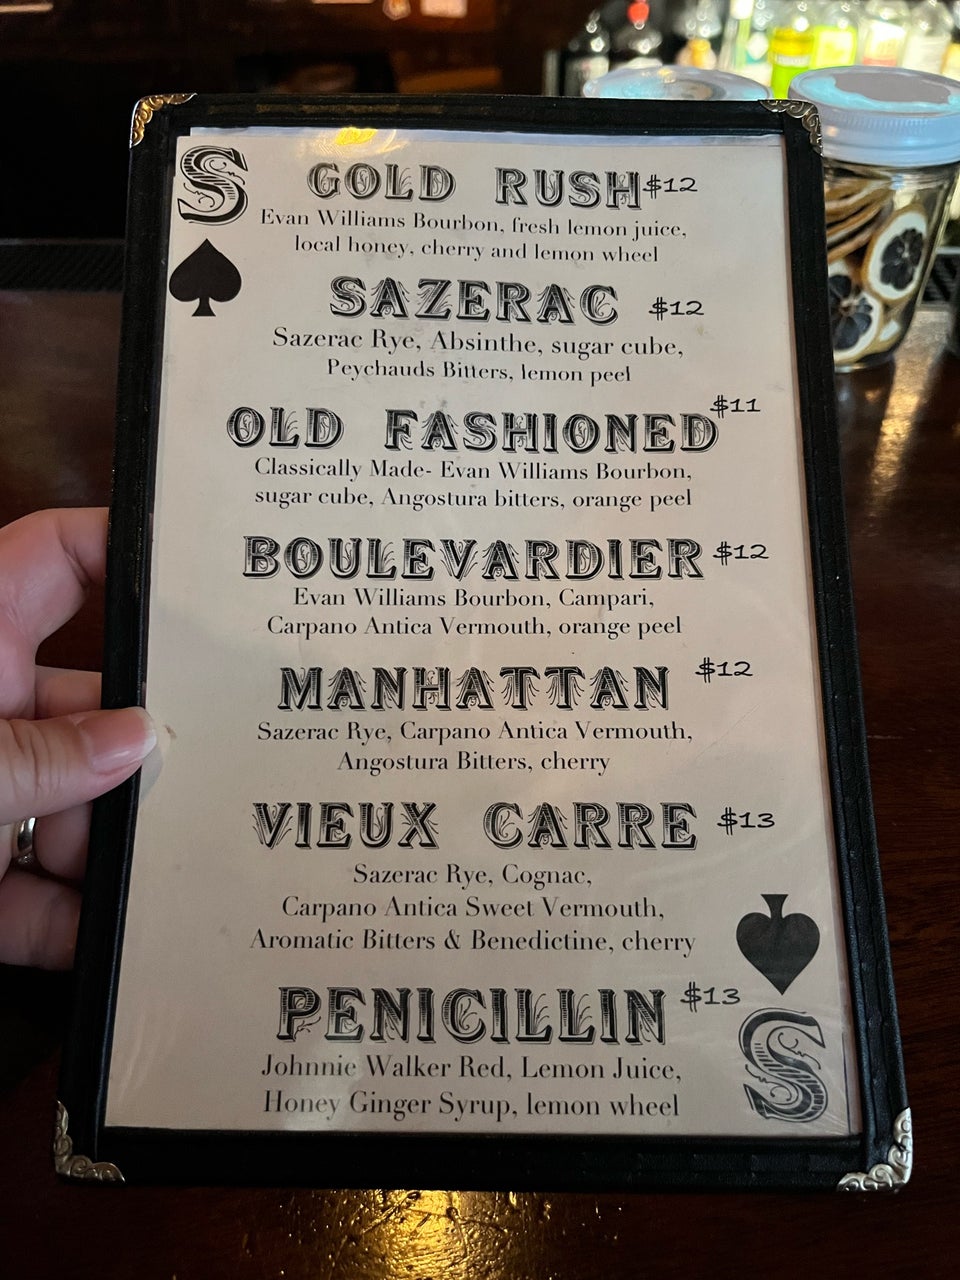 S
GOLD RUSH $12
Evan Williams Bourbon, fresh lemon juice,
local honey, cherry and lemon wheel
SAZERAC $12
Sazerac Rye, Absinthe, sugar cube,
Peychauds Bitters, lemon peel
OLD FASHIONED $11
Classically Made- Evan Williams Bourbon,
sugar cube, Angostura bitters, orange peel
BOULEVARDIER $12
Evan Williams Bourbon, Campari,
Carpano Antica Vermouth, orange peel
MANHATTAN $12
Sazerac Rye, Carpano Antica Vermouth,
Angostura Bitters, cherry
VIEUX CARRE $13
Sazerac Rye, Cognac,
Carpano Antica Sweet Vermouth,
Aromatic Bitters & Benedictine, cherry
PENICILLIN $13
Johnnie Walker Red, Lemon Juice,
Honey Ginger Syrup, lemon wheel
S